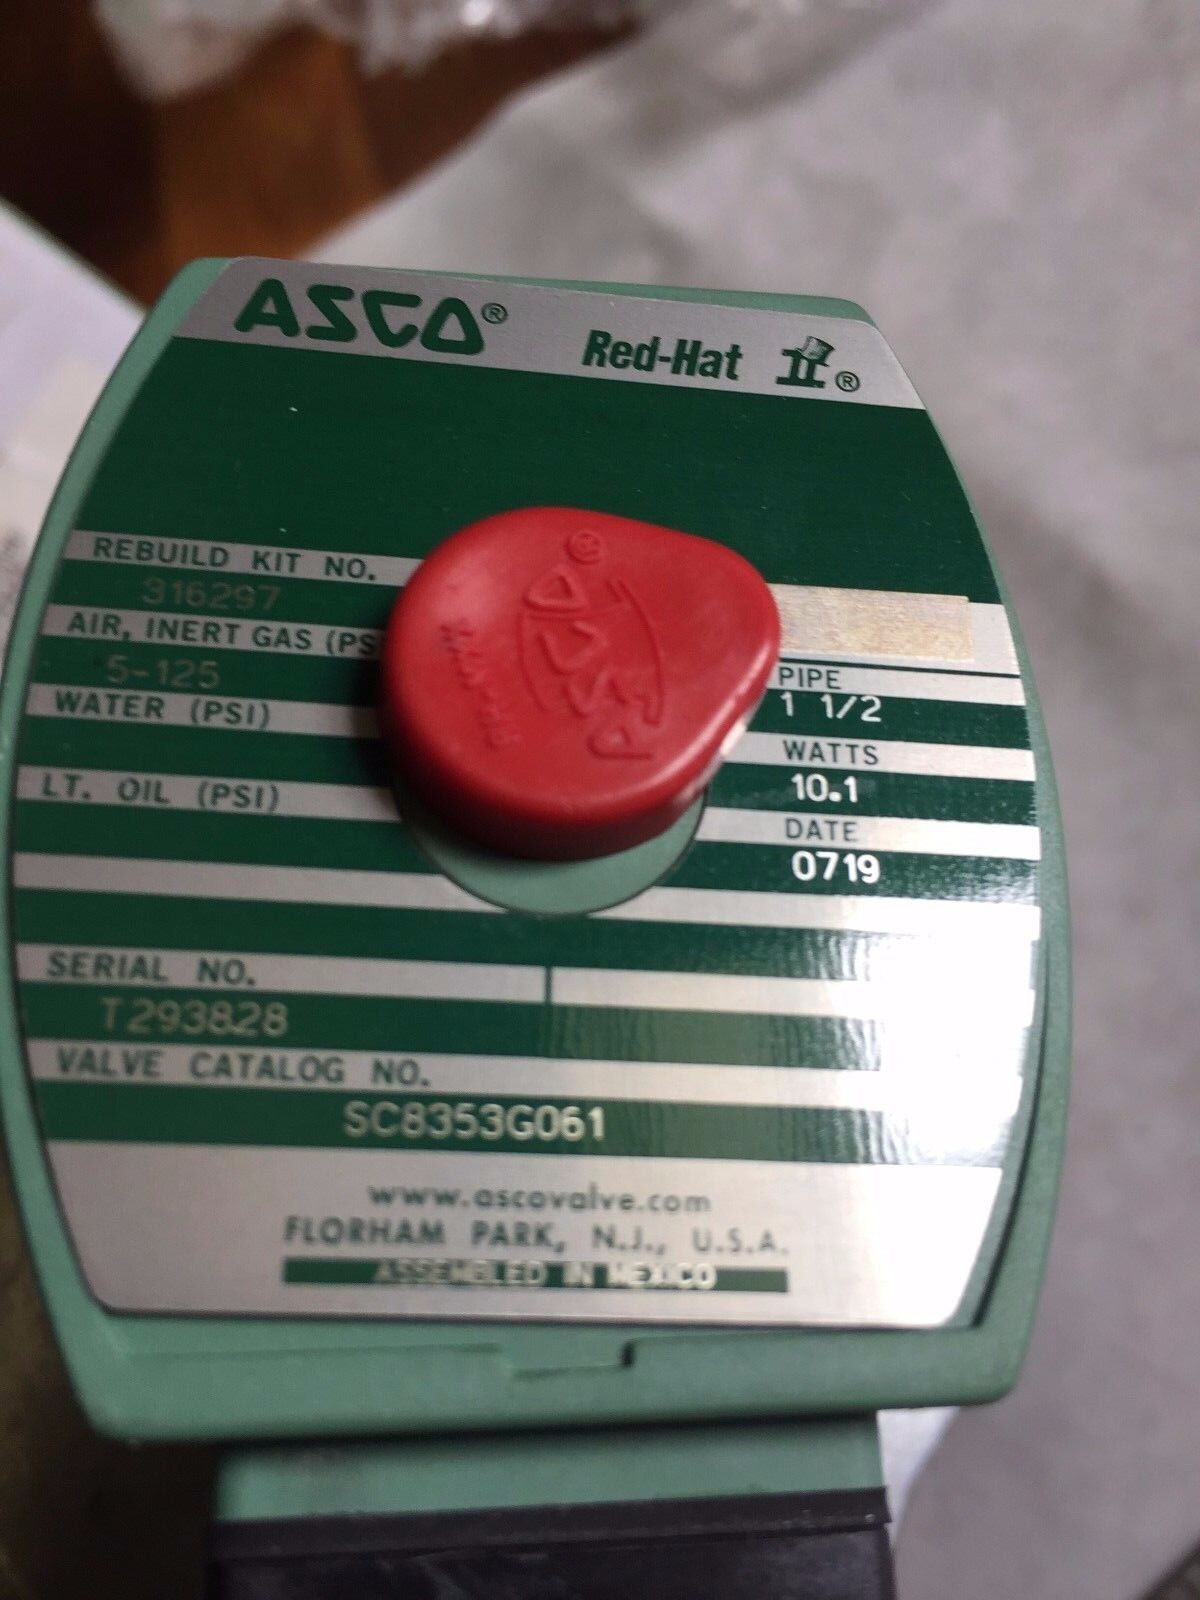 ASCO® Red-Hat II®
REBUILD KIT NO.
316297
AIR, INERT GAS (PSI
5-125
WATER (PSI)
LT. OIL (PSI)
ASCO®
PIPE
1 1/2
WATTS
10.1
DATE
0719
SERIAL NO.
T293828
VALVE CATALOG NO.
SC8353G061
www.ascovalve.com
FLORHAM PARK, N.J., U.S.A.
ASSEMBLED IN MEXICO